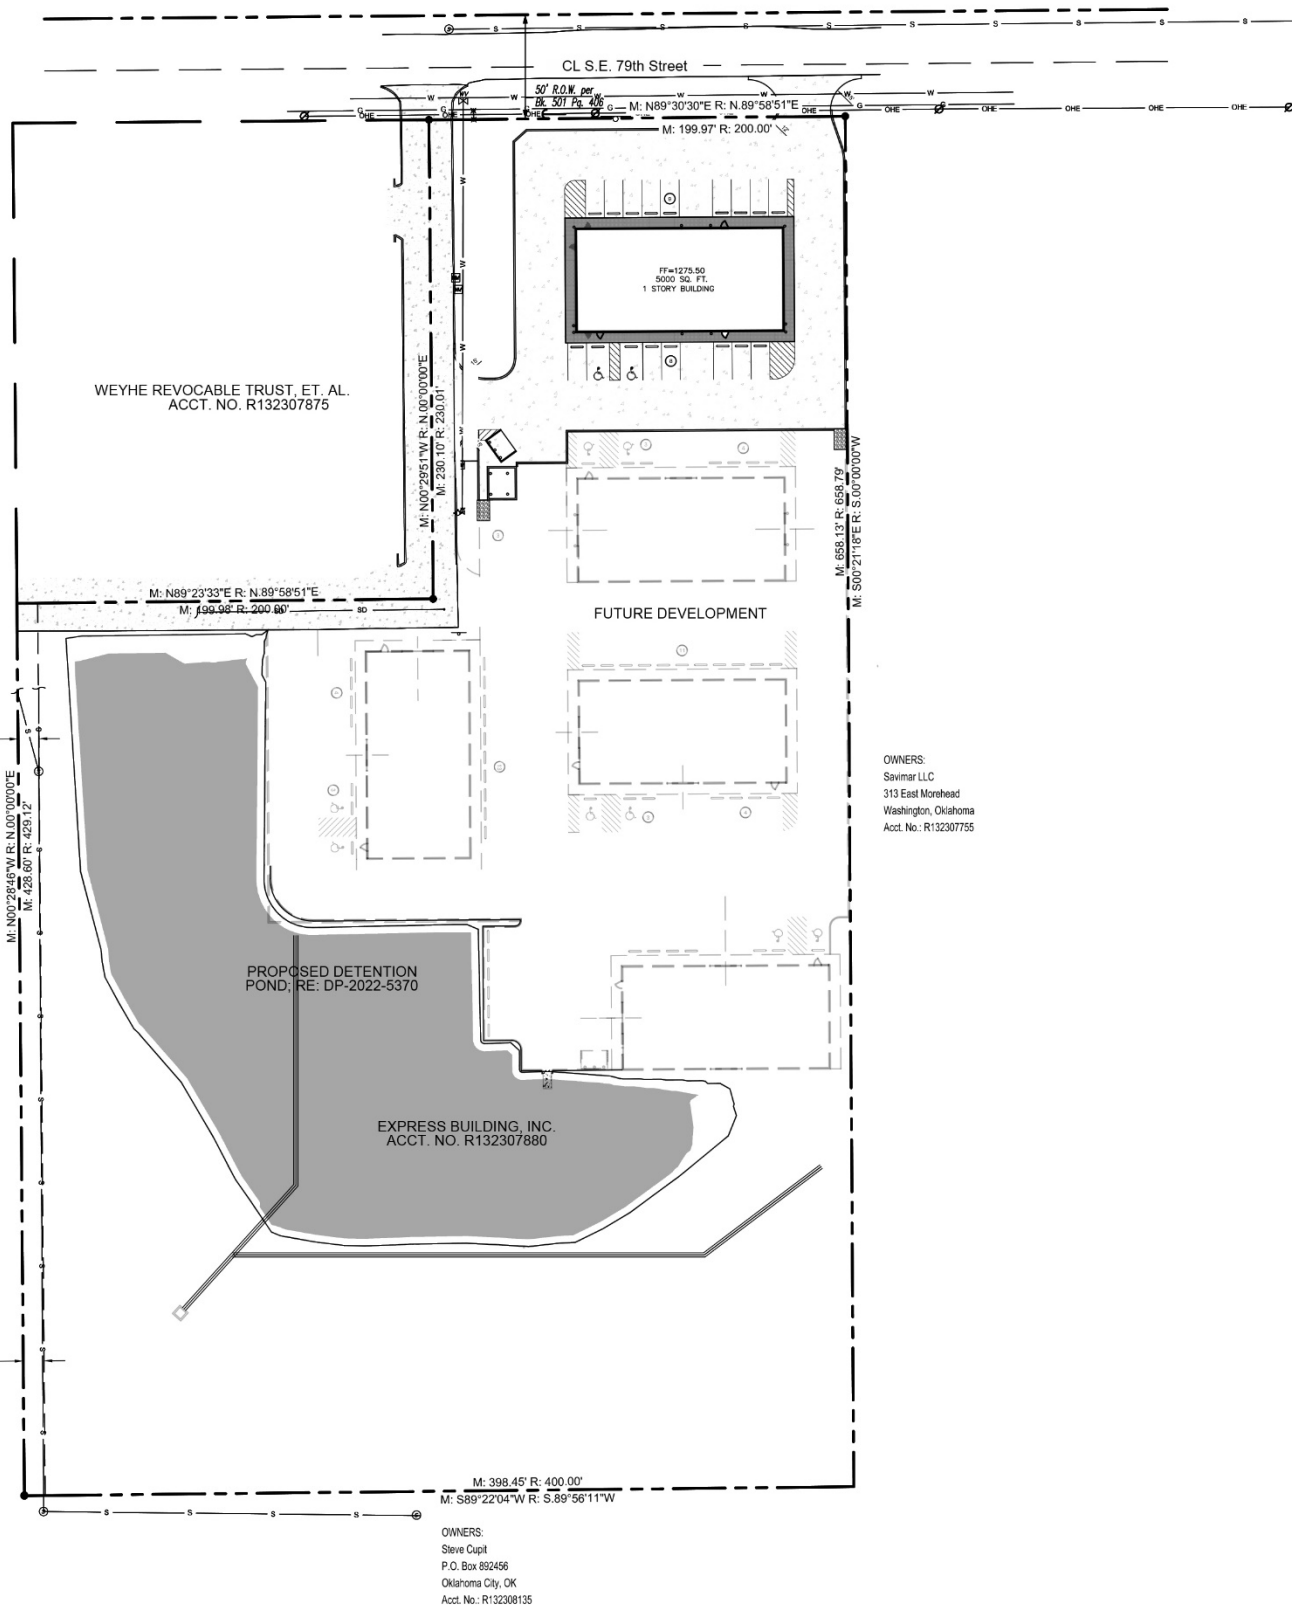 CL S.E. 79th Street
50' R.O.W. per
Bk. 501 Pg. 406
M: N89°30'30"E R: N.89°58'51"E
M: 199.97' R: 200.00'
FF=1275.50
5000 SQ. FT.
1 STORY BUILDING
WEYHE REVOCABLE TRUST, ET. AL.
ACCT. NO. R132307875
M: N00°29'51"W R: N.00°00'00"E
M: 230.10' R: 230.01'
M: 658.13' R: 658.79'
M: S00°21'18"E R: S.00°00'00"W
M: N89°23'33"E R: N.89°58'51"E
M: 199.98' R: 200.00'
FUTURE DEVELOPMENT
OWNERS:
Savimar LLC
313 East Morehead
Washington, Oklahoma
Acct. No.: R132307755
M: N00°28'46"W R: N.00°00'00"E
M: 428.60' R: 429.12'
PROPOSED DETENTION
POND; RE: DP-2022-5370
EXPRESS BUILDING, INC.
ACCT. NO. R132307880
M: 398.45' R: 400.00'
M: S89°22'04"W R: S.89°56'11"W
OWNERS:
Steve Cupit
P.O. Box 892456
Oklahoma City, OK
Acct. No.: R132308135